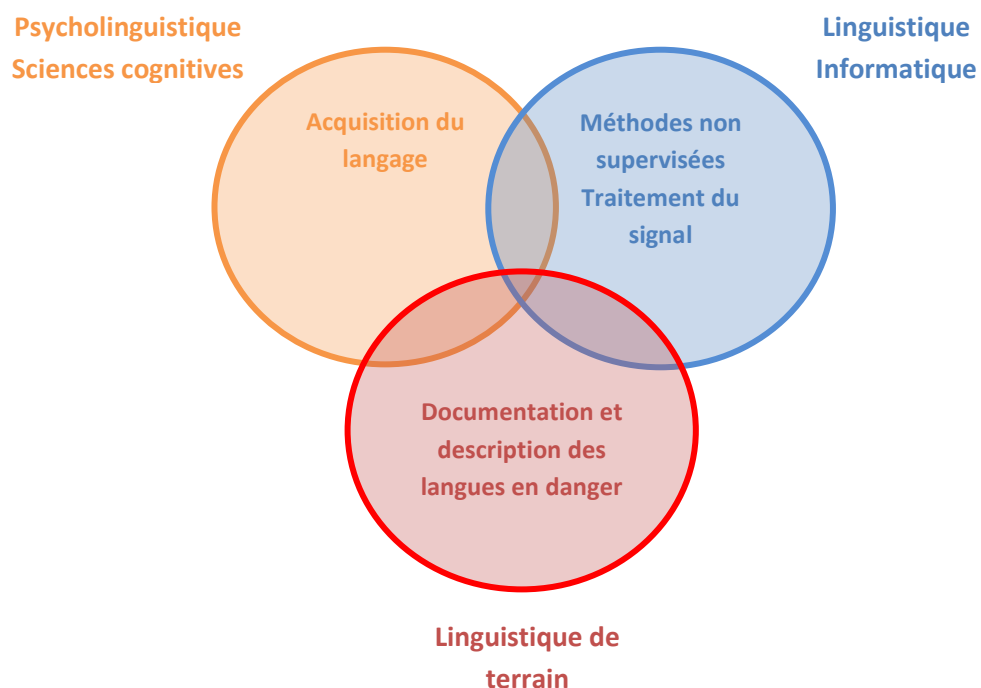 Psycholinguistique
Sciences cognitives
Linguistique
Informatique
Acquisition du
langage
Méthodes non
supervisées
Traitement du
signal
Documentation et
description des
langues en danger
Linguistique de
terrain